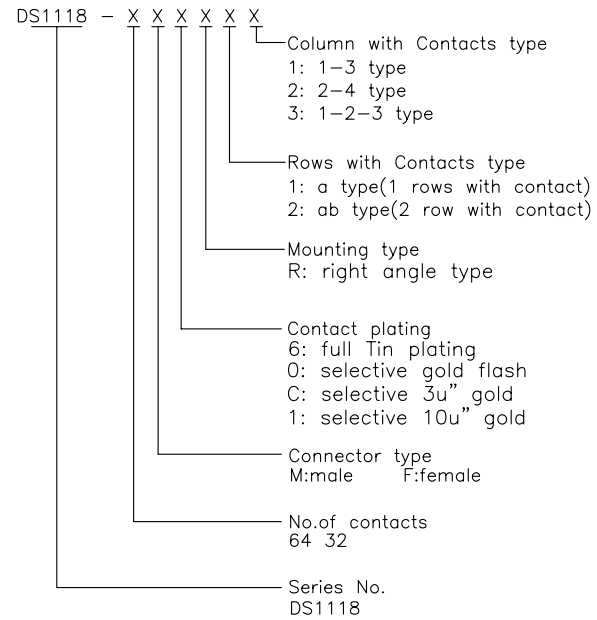 DS1118 - X X X X X X
Column with Contacts type
1: 1-3 type
2: 2-4 type
3: 1-2-3 type
Rows with Contacts type
1: a type(1 rows with contact)
2: ab type(2 row with contact)
Mounting type
R: right angle type
Contact plating
6: full Tin plating
0: selective gold flash
C: selective 3u" gold
1: selective 10u" gold
Connector type
M:male F:female
No.of contacts
64 32
Series No.
DS1118